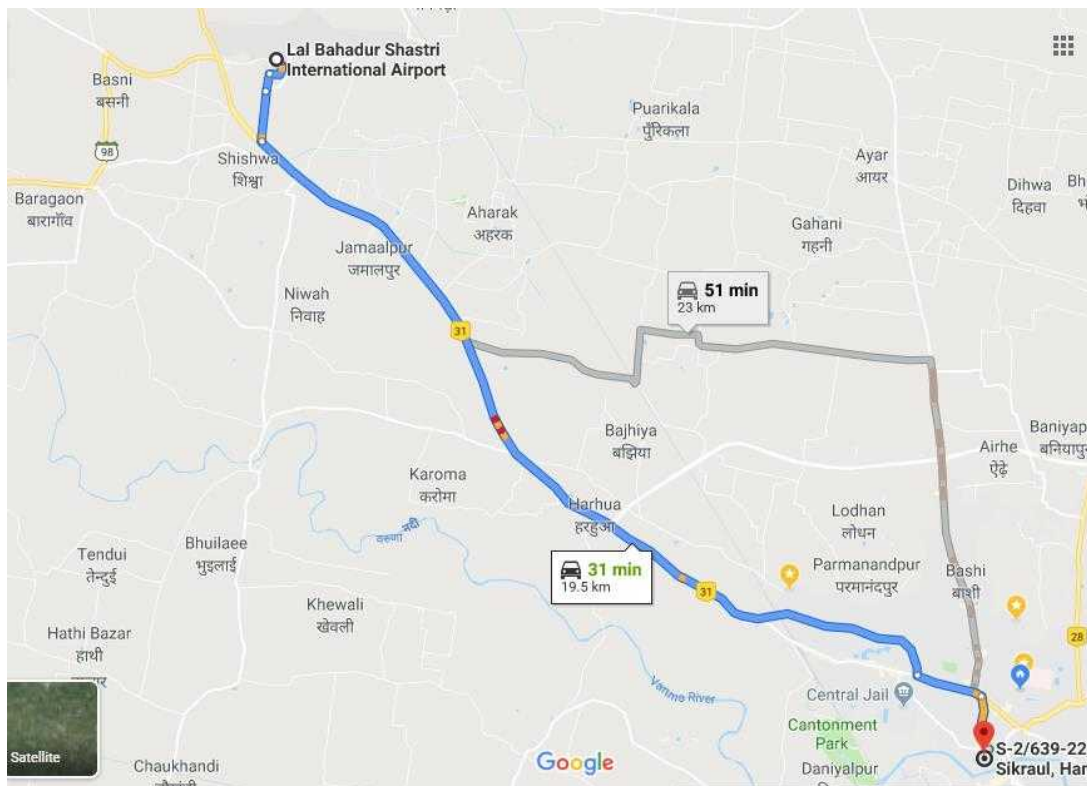 Lal Bahadur Shastri
International Airport
Basni
बसनी
Puarikala
पुँरिकला
98
Shishwa
शिश्वा
Ayar
आयर
Baragaon
बारागाँव
Dihwa
दिहवा
Aharak
अहरक
Gahani
गहनी
Jamaalpur
जमालपुर
51 min
23 km
Niwah
निवाह
31
Bajhiya
बझिया
Airhe
ऐढ़े
Baniyapu
बनियापुर
Karoma
करोमा
Harhua
हरहुआ
Lodhan
लोधन
वरुणा नदी
Tendui
तेन्दुई
Bhuilaee
भुइलाई
31 min
19.5 km
31
Parmanandpur
परमानंदपुर
Bashi
बाशी
Khewali
खेवली
Hathi Bazar
हाथी
28
Varuna River
Central Jail
Cantonment
Park
Satellite
Google
Chaukhandi
Daniyalpur
S-2/639-22
Sikraul, Har